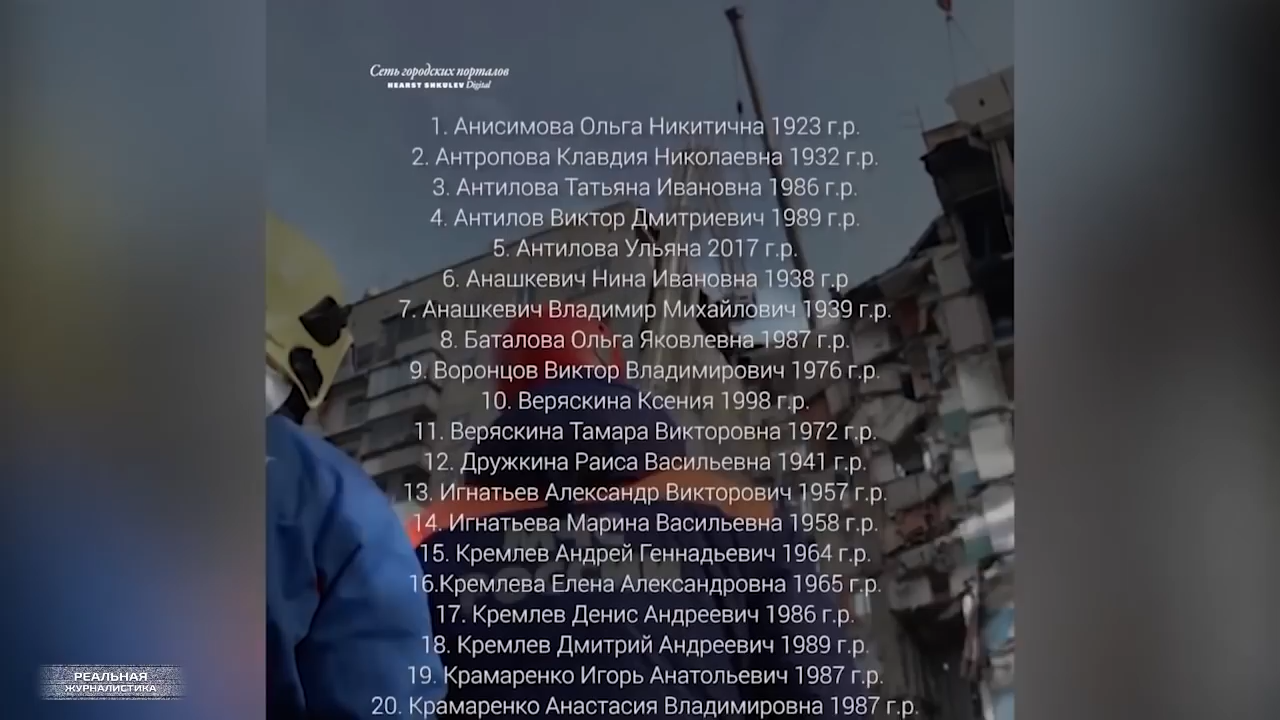 Сеть городских порталов
HEARST SHKULEV Digital
1. Анисимова Ольга Никитична 1923 г.р.
2. Антропова Клавдия Николаевна 1932 г.р.
3. Антилова Татьяна Ивановна 1986 г.р.
4. Антилов Виктор Дмитриевич 1989 г.р.
5. Антилова Ульяна 2017 г.р.
6. Анашкевич Нина Ивановна 1938 г.р
7. Анашкевич Владимир Михайлович 1939 г.р.
8. Баталова Ольга Яковлевна 1987 г.р.
9. Воронцов Виктор Владимирович 1976 г.р.
10. Веряскина Ксения 1998 г.р.
11. Веряскина Тамара Викторовна 1972 г.р.
12. Дружкина Раиса Васильевна 1941 г.р.
13. Игнатьев Александр Викторович 1957 г.р.
14. Игнатьева Марина Васильевна 1958 г.р.
15. Кремлев Андрей Геннадьевич 1964 г.р.
16.Кремлева Елена Александровна 1965 г.р.
17. Кремлев Денис Андреевич 1986 г.р.
18. Кремлев Дмитрий Андреевич 1989 г.р.
19. Крамаренко Игорь Анатольевич 1987 г.р.
20. Крамаренко Анастасия Владимировна 1987 г.р.
РЕАЛЬНАЯ
ЖУРНАЛИСТИКА